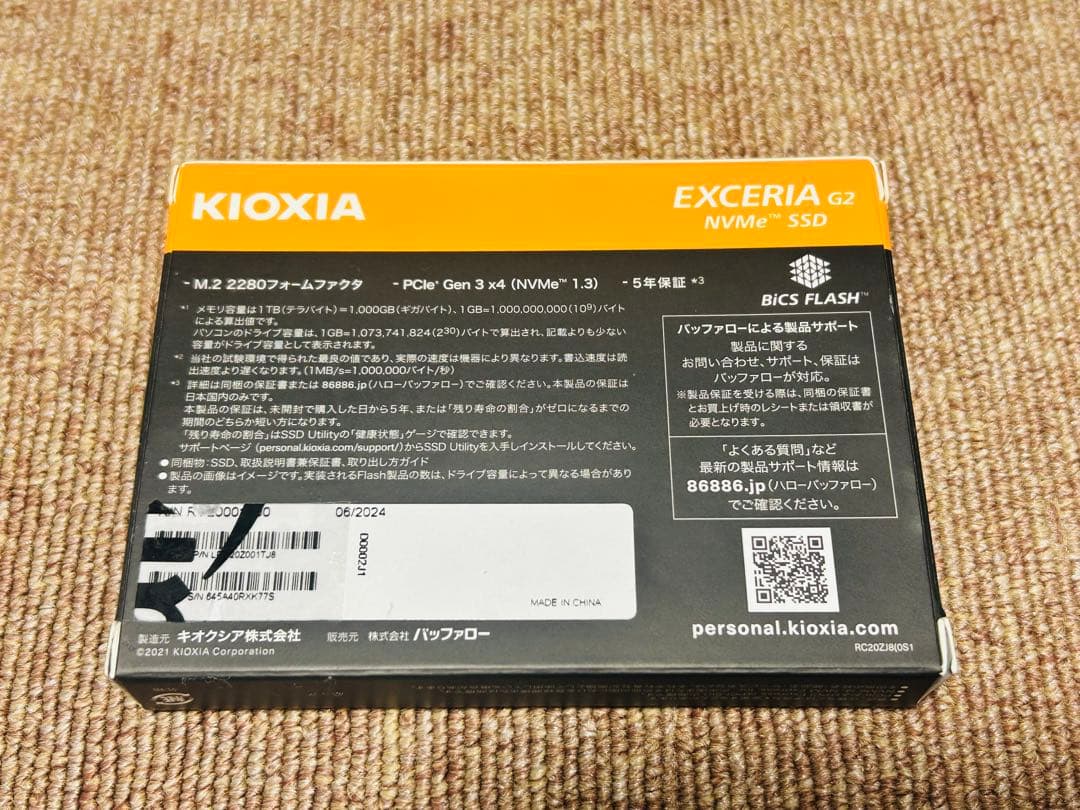 KIOXIA
EXCERIA G2
NVMe™ SSD
- M.2 2280フォームファクタ - PCIe® Gen 3 x4 (NVMe™ 1.3) - 5年保証 *3
BiCS FLASH™
*1 メモリ容量は1TB(テラバイト)=1,000GB(ギガバイト)、1GB=1,000,000,000(10⁹)バイト
による算出値です。
パソコンのドライブ容量は、1GB=1,073,741,824(2³⁰)バイトで算出され、記載よりも少ない
容量がドライブ容量として表示されます。
*2 当社の試験環境で得られた最良の値であり、実際の速度は機器により異なります。書込速度は読
出速度より遅くなります。(1MB/s=1,000,000バイト/秒)
*3 詳細は同梱の保証書または 86886.jp(ハローバッファロー)でご確認ください。本製品の保証は
日本国内のみです。
本製品の保証は、未開封で購入した日から5年、または「残り寿命の割合」がゼロになるまでの
期間のどちらか短い方になります。
「残り寿命の割合」はSSD Utilityの「健康状態」ゲージで確認できます。
サポートページ (personal.kioxia.com/support/)からSSD Utilityを入手しインストールしてください。
●同梱物：SSD、取扱説明書兼保証書、取り出し方ガイド
●製品の画像はイメージです。実装されるFlash製品の数は、ドライブ容量によって異なる場合があり
ます。
バッファローによる製品サポート
製品に関する
お問い合わせ、サポート、保証は
バッファローが対応。
※製品保証を受ける際は、同梱の保証書
とお買上げ時のレシートまたは領収書が
必要となります。
「よくある質問」など
最新の製品サポート情報は
86886.jp(ハローバッファロー)
でご確認ください。
06/2024
S/N 645A40RXK77S
D0002J1
MADE IN CHINA
製造元 キオクシア株式会社 販売元 株式会社 バッファロー
©2021 KIOXIA Corporation
personal.kioxia.com
RC20ZJ8(0S1